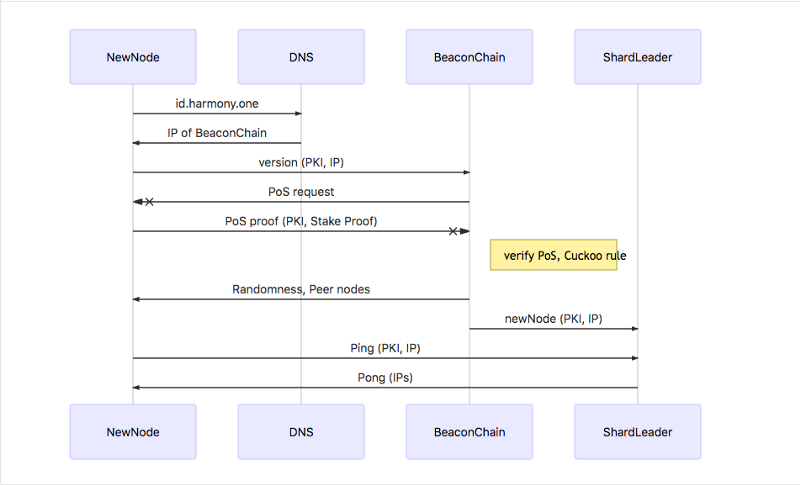 NewNode
DNS
BeaconChain
ShardLeader
id.harmony.one
IP of BeaconChain
version (PKI, IP)
PoS request
PoS proof (PKI, Stake Proof)
verify PoS, Cuckoo rule
Randomness, Peer nodes
newNode (PKI, IP)
Ping (PKI, IP)
Pong (IPs)
NewNode
DNS
BeaconChain
ShardLeader